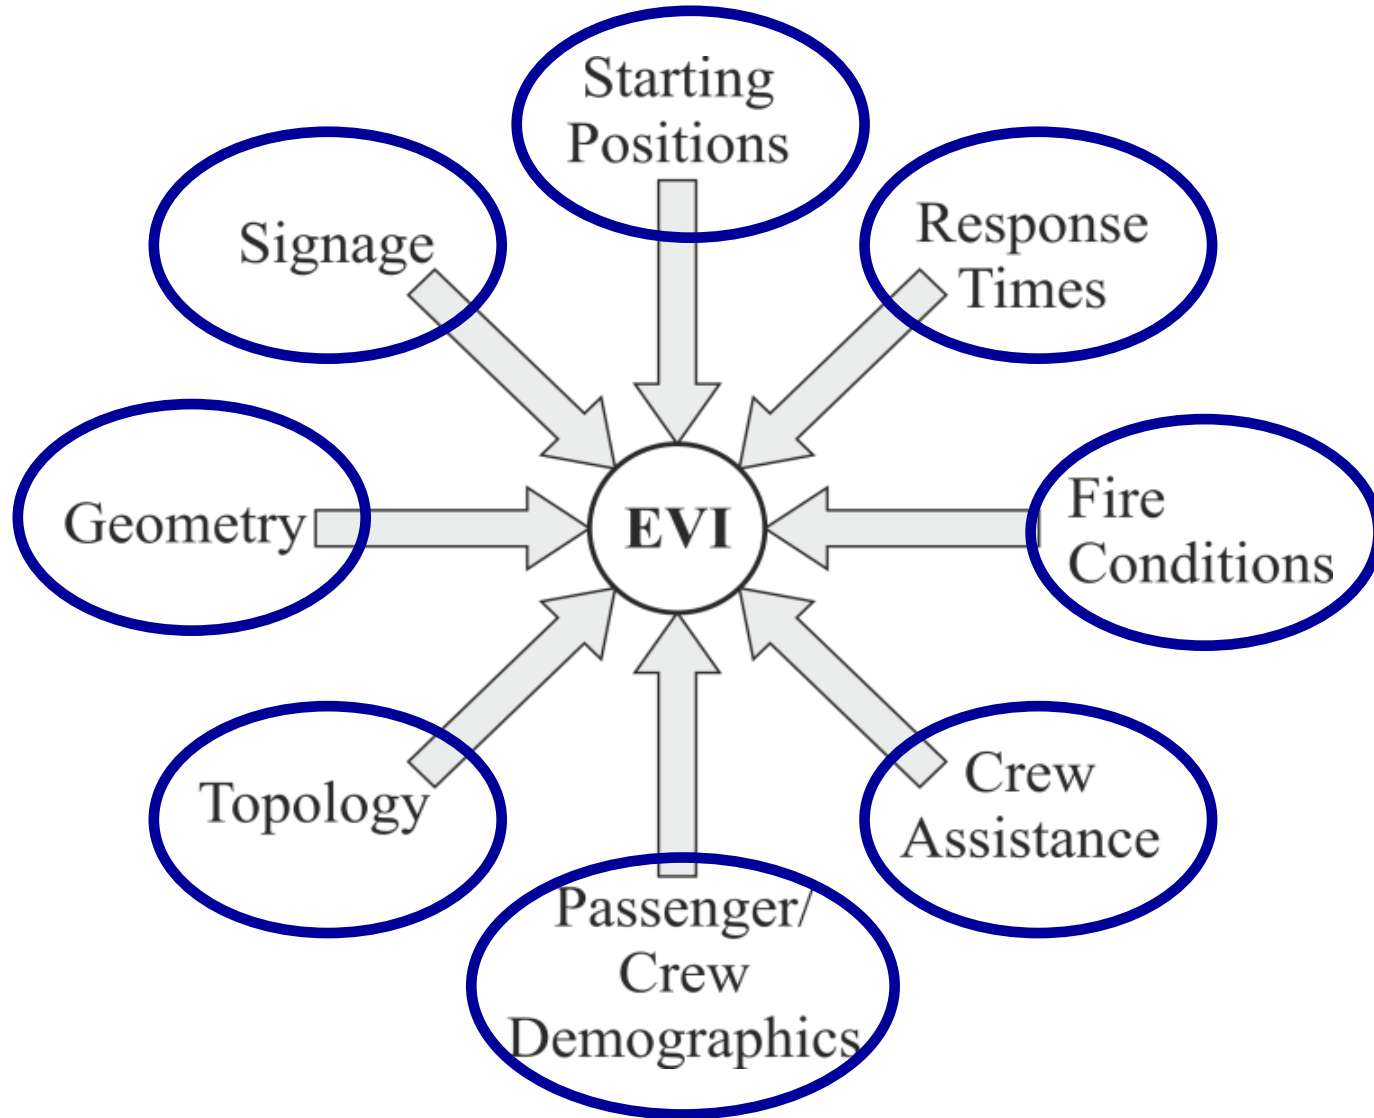 Starting
Positions
Signage
Response
Times
Geometry
EVI
Fire
Conditions
Topology
Crew
Assistance
Passenger/
Crew
Demographics